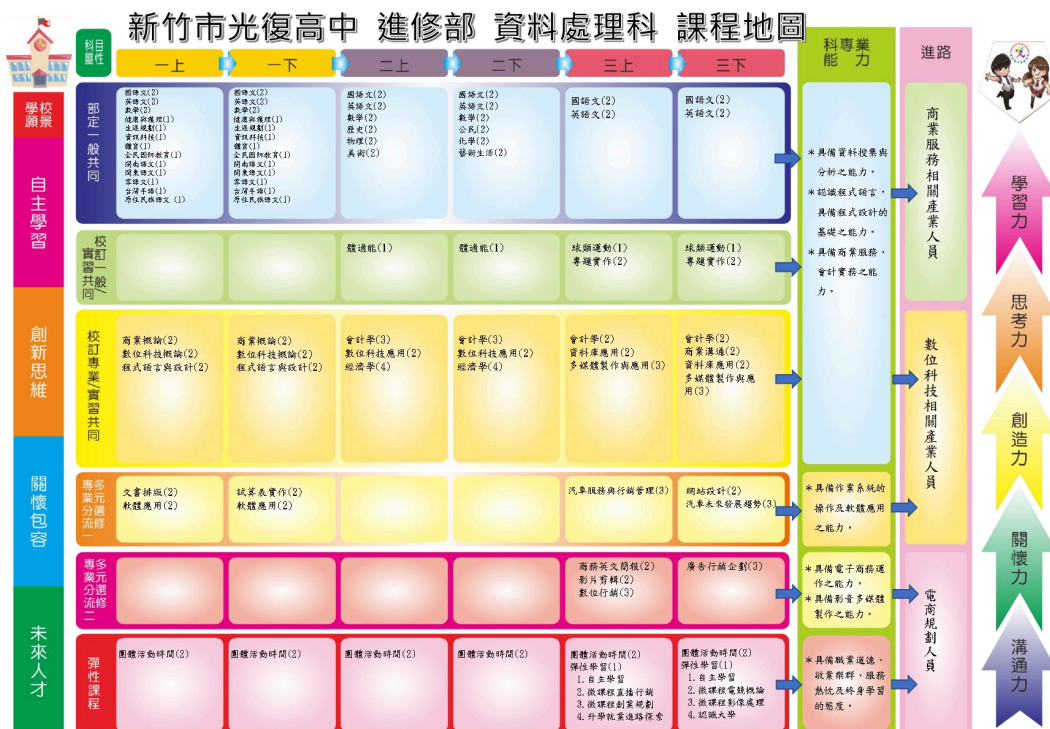 新竹市光復高中 進修部 資料處理科 課程地圖
科目
屬性
一上
一下
二上
二下
三上
三下
科專業
能 力
進路
學校
願景
自主學習
創新思維
關懷包容
未來人才
部定一般共同
國語文(2)
英語文(2)
數學(2)
健康與護理(1)
生涯規劃(1)
資訊科技(1)
體育(1)
全民國防教育(1)
閩南語文(1)
閩東語文(1)
客語文(1)
台灣手語(1)
原住民族語文 (1)
國語文(2)
英語文(2)
數學(2)
健康與護理(1)
生涯規劃(1)
資訊科技(1)
體育(1)
全民國防教育(1)
閩南語文(1)
閩東語文(1)
客語文(1)
台灣手語(1)
原住民族語文(1)
國語文(2)
英語文(2)
數學(2)
歷史(2)
物理(2)
美術(2)
國語文(2)
英語文(2)
數學(2)
公民(2)
化學(2)
藝術生活(2)
國語文(2)
英語文(2)
國語文(2)
英語文(2)
校訂一般/
實習共同
體適能(1)
體適能(1)
球類運動(1)
專題實作(2)
球類運動(1)
專題實作(2)
校訂專業/實習共同
商業概論(2)
數位科技概論(2)
程式語言與設計(2)
商業概論(2)
數位科技概論(2)
程式語言與設計(2)
會計學(3)
數位科技應用(2)
經濟學(4)
會計學(3)
數位科技應用(2)
經濟學(4)
會計學(2)
資料庫應用(2)
多媒體製作與應用(3)
會計學(2)
商業溝通(2)
資料庫應用(2)
多媒體製作與應
用(3)
多元選修
專業分流一
文書排版(2)
軟體應用(2)
試算表實作(2)
軟體應用(2)
汽車服務與行銷管理(3)
網站設計(2)
汽車未來發展趨勢(3)
多元選修
專業分流二
商務英文簡報(2)
影片剪輯(2)
數位行銷(3)
廣告行銷企劃(3)
彈性課程
團體活動時間(2)
團體活動時間(2)
團體活動時間(2)
團體活動時間(2)
團體活動時間(2)
彈性學習(1)
1.自主學習
2.微課程直播行銷
3.微課程創業規劃
4.升學就業進路探索
團體活動時間(2)
彈性學習(1)
1.自主學習
2.微課程電競概論
3.微課程影像處理
4.認識大學
*具備資料搜集與
分析之能力。
*認識程式語言,
具備程式設計的
基礎之能力。
*具備商業服務、
會計實務之能
力。
*具備作業系統的
操作及軟體應用
之能力。
*具備電子商務運
作之能力。
*具備影音多媒體
製作之能力。
*具備職業道德、
敬業樂群、服務
熱忱及終身學習
的態度。
商業服務相關產業人員
數位科技相關產業人員
電商規劃人員
學習力
思考力
創造力
關懷力
溝通力